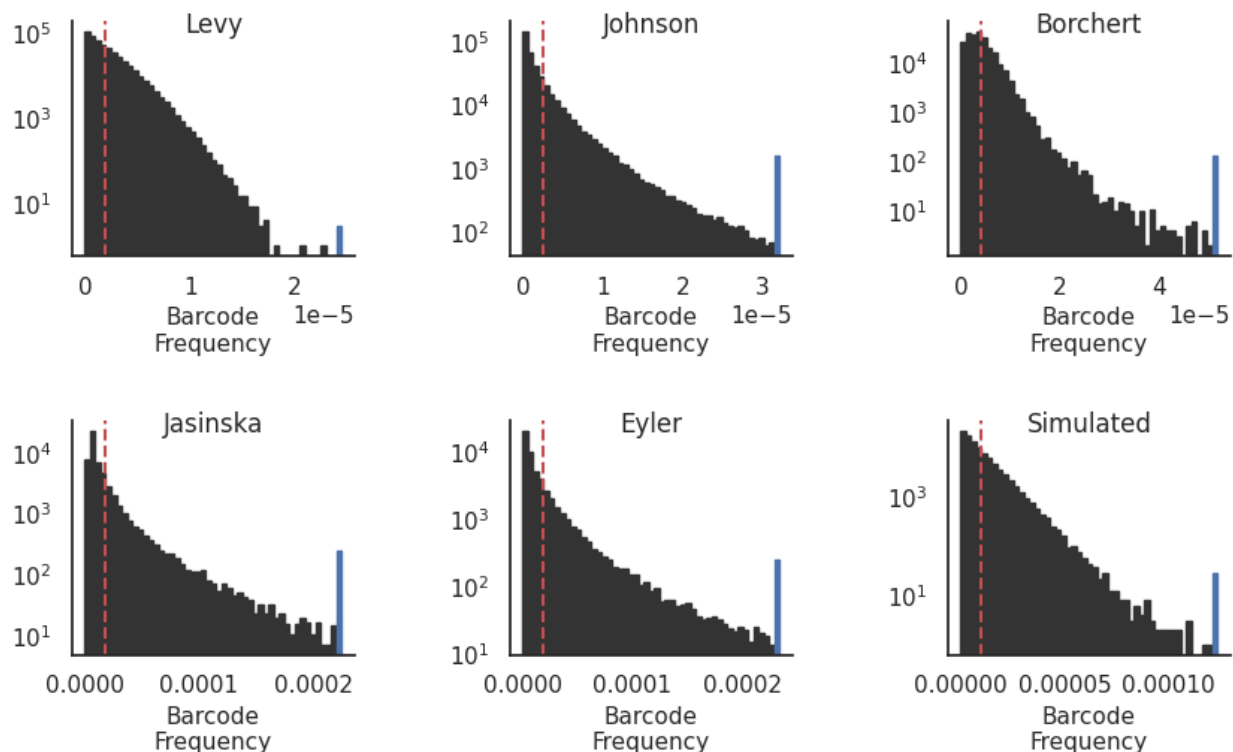 Levy
10^5
10^3
10^1
0 1 2
1e−5
Barcode
Frequency
Johnson
10^5
10^4
10^3
10^2
0 1 2 3
1e−5
Barcode
Frequency
Borchert
10^4
10^3
10^2
10^1
0 2 4
1e−5
Barcode
Frequency
Jasinska
10^4
10^3
10^2
10^1
0.0000 0.0001 0.0002
Barcode
Frequency
Eyler
10^4
10^3
10^2
10^1
0.0000 0.0001 0.0002
Barcode
Frequency
Simulated
10^3
10^1
0.00000 0.00005 0.00010
Barcode
Frequency